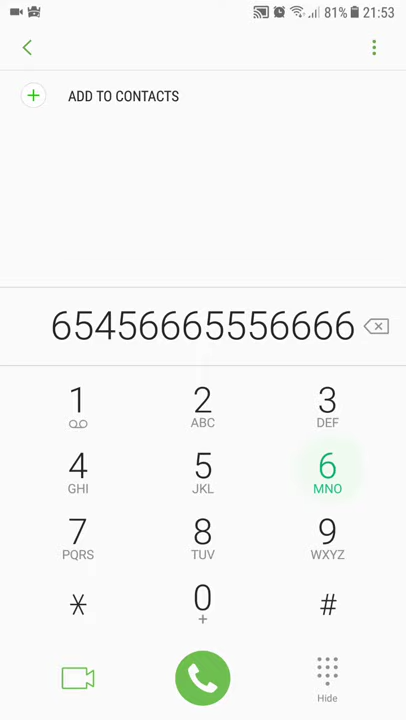 81% 21:53
ADD TO CONTACTS
65456665556666
1 2 3
ABC DEF
4 5 6
GHI JKL MNO
7 8 9
PQRS TUV WXYZ
* 0 #
+
Hide